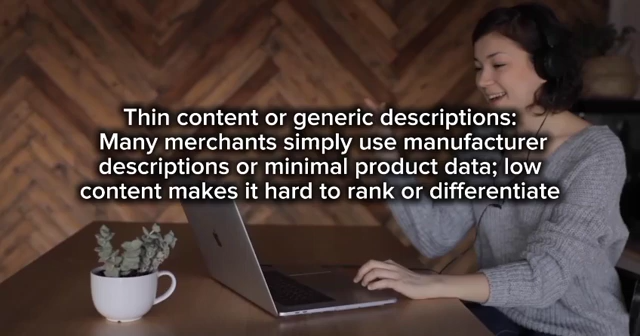 Thin content or generic descriptions:
Many merchants simply use manufacturer
descriptions or minimal product data; low
content makes it hard to rank or differentiate